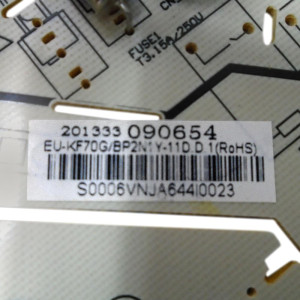 FUSE1
T3.15A/250V
201333 090654
EU-KF70G/BP2N1Y-11D.D.1(RoHS)
S0006VNJA644I0023